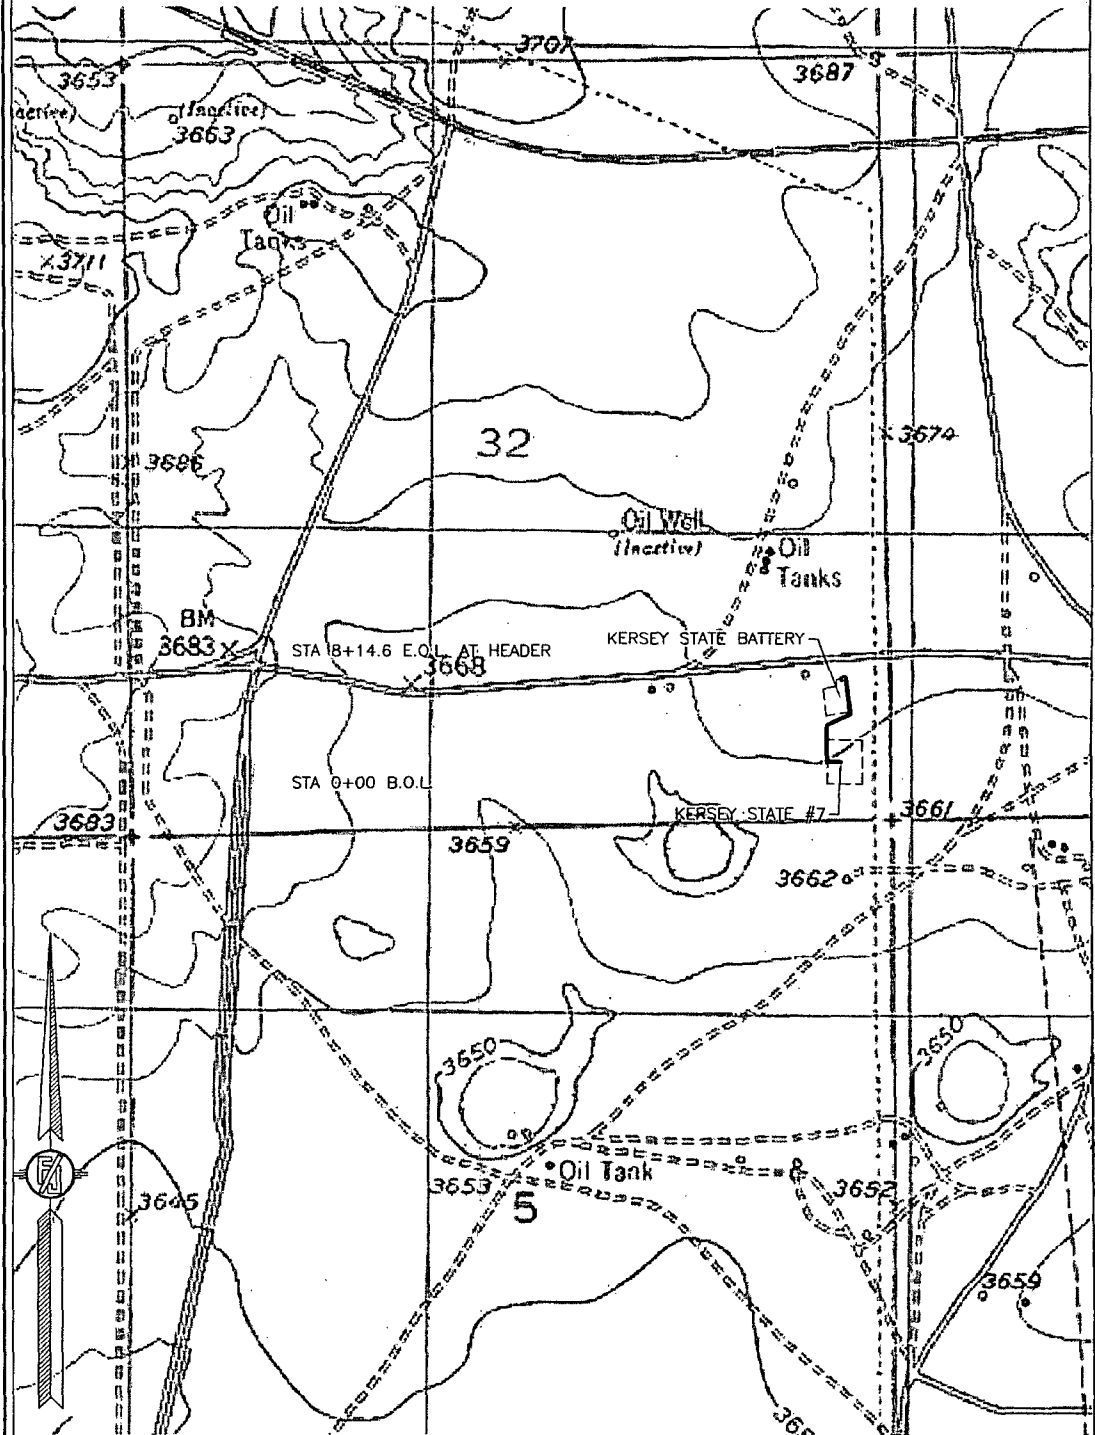 3707
3653
3687
(Inactive)
3663
Oil
Tanks
3711
32
3674
3686
Oil Well
(Inactive)
Oil
Tanks
BM
3683
STA 8+14.6 E.O.L. AT HEADER
KERSEY STATE BATTERY
3668
STA 0+00 B.O.L
3683
KERSEY STATE #7
3661
3659
3662
3650
3650
Oil Tank
3653
3652
3645
5
3659